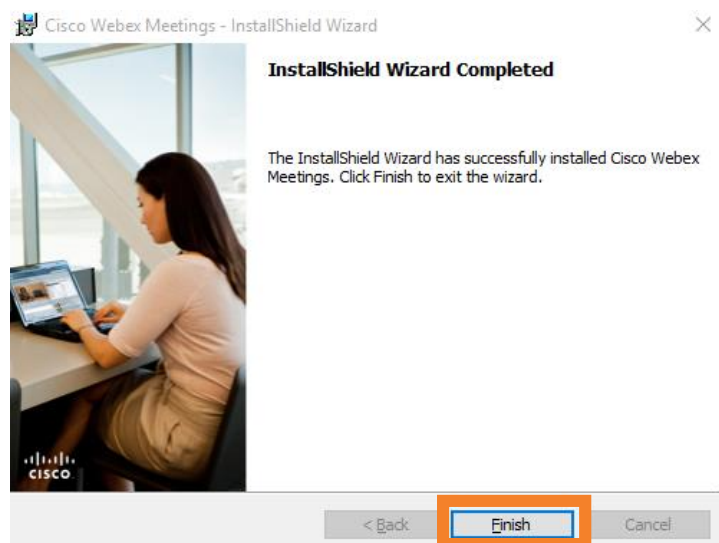 Cisco Webex Meetings - InstallShield Wizard
InstallShield Wizard Completed
The InstallShield Wizard has successfully installed Cisco Webex
Meetings. Click Finish to exit the wizard.
CISCO
< Back
Finish
Cancel